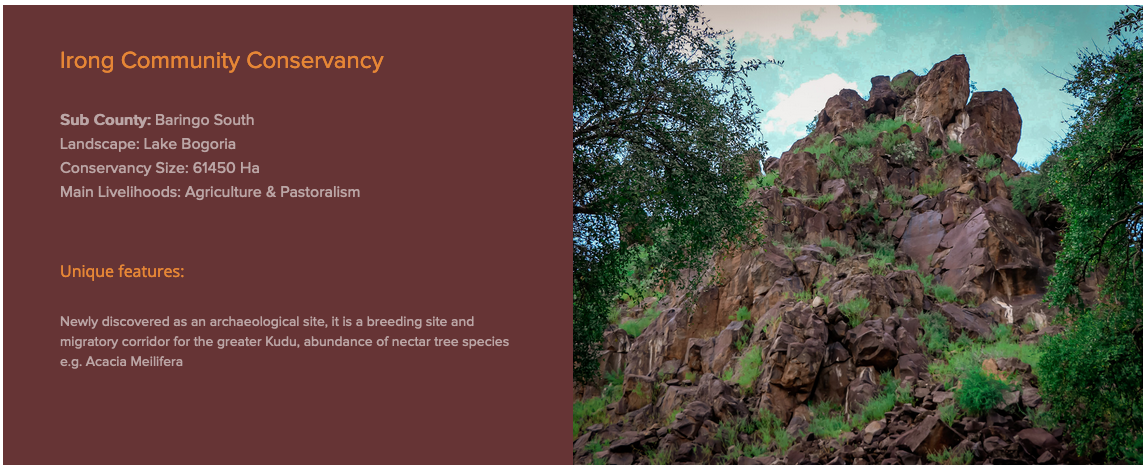 Irong Community Conservancy
Sub County: Baringo South
Landscape: Lake Bogoria
Conservancy Size: 61450 Ha
Main Livelihoods: Agriculture & Pastoralism
Unique features:
Newly discovered as an archaeological site, it is a breeding site and
migratory corridor for the greater Kudu, abundance of nectar tree species
e.g. Acacia Meilifera